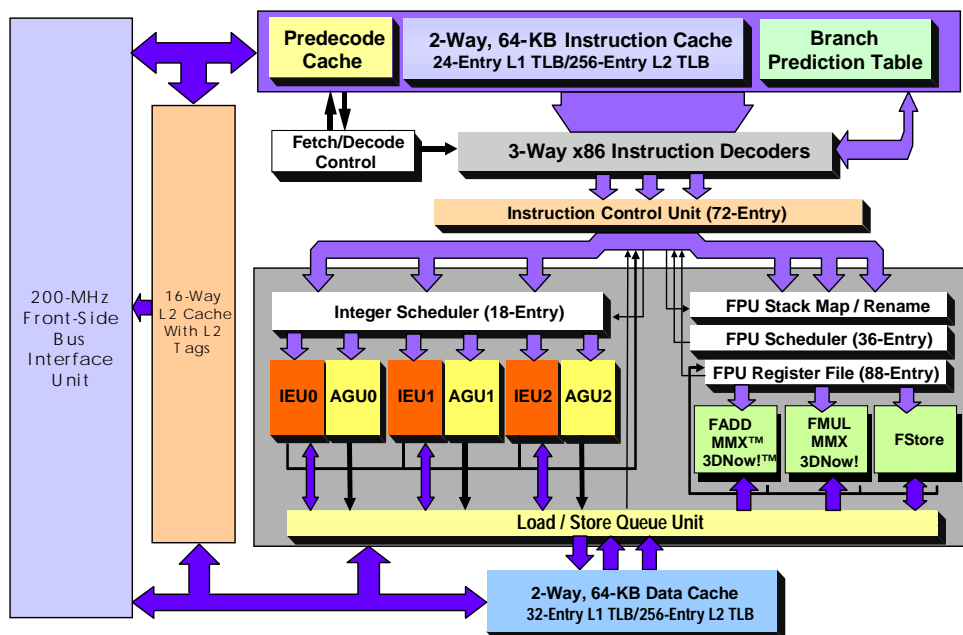 Predecode
Cache
2-Way, 64-KB Instruction Cache
24-Entry L1 TLB/256-Entry L2 TLB
Branch
Prediction Table
Fetch/Decode
Control
3-Way x86 Instruction Decoders
Instruction Control Unit (72-Entry)
200-MHz
Front-Side
Bus
Interface
Unit
16-Way
L2 Cache
With L2
Tags
Integer Scheduler (18-Entry)
FPU Stack Map / Rename
FPU Scheduler (36-Entry)
FPU Register File (88-Entry)
IEU0
AGU0
IEU1
AGU1
IEU2
AGU2
FADD
MMX™
3DNow!™
FMUL
MMX
3DNow!
FStore
Load / Store Queue Unit
2-Way, 64-KB Data Cache
32-Entry L1 TLB/256-Entry L2 TLB